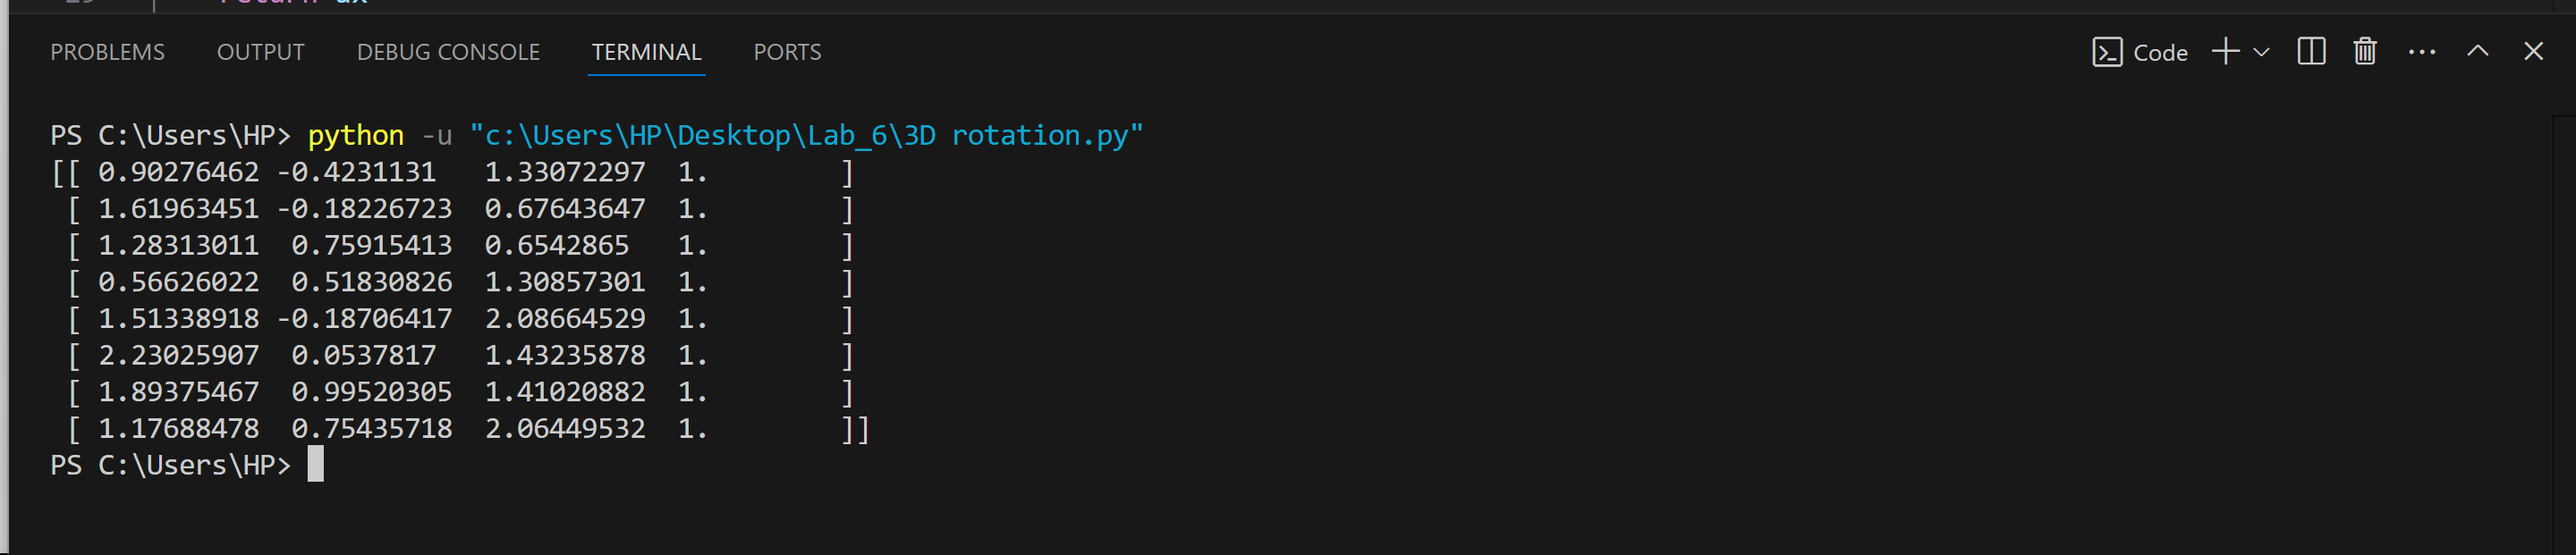 PROBLEMS OUTPUT DEBUG CONSOLE TERMINAL PORTS Code
PS C:\Users\HP> python -u "c:\Users\HP\Desktop\Lab_6\3D rotation.py"
[[ 0.90276462 -0.4231131   1.33072297  1.        ]
 [ 1.61963451 -0.18226723  0.67643647  1.        ]
 [ 1.28313011  0.75915413  0.6542865   1.        ]
 [ 0.56626022  0.51830826  1.30857301  1.        ]
 [ 1.51338918 -0.18706417  2.08664529  1.        ]
 [ 2.23025907  0.0537817   1.43235878  1.        ]
 [ 1.89375467  0.99520305  1.41020882  1.        ]
 [ 1.17688478  0.75435718  2.06449532  1.        ]]
PS C:\Users\HP>